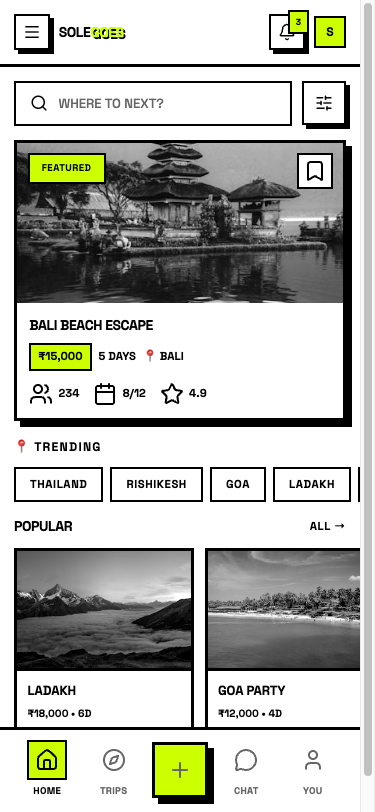 SOLEGOES
3
S
WHERE TO NEXT?
FEATURED
BALI BEACH ESCAPE
₹15,000 5 DAYS 📍 BALI
234 8/12 4.9
📍 TRENDING
THAILAND RISHIKESH GOA LADAKH
POPULAR ALL →
LADAKH GOA PARTY
₹18,000 • 6D ₹12,000 • 4D
HOME TRIPS CHAT YOU